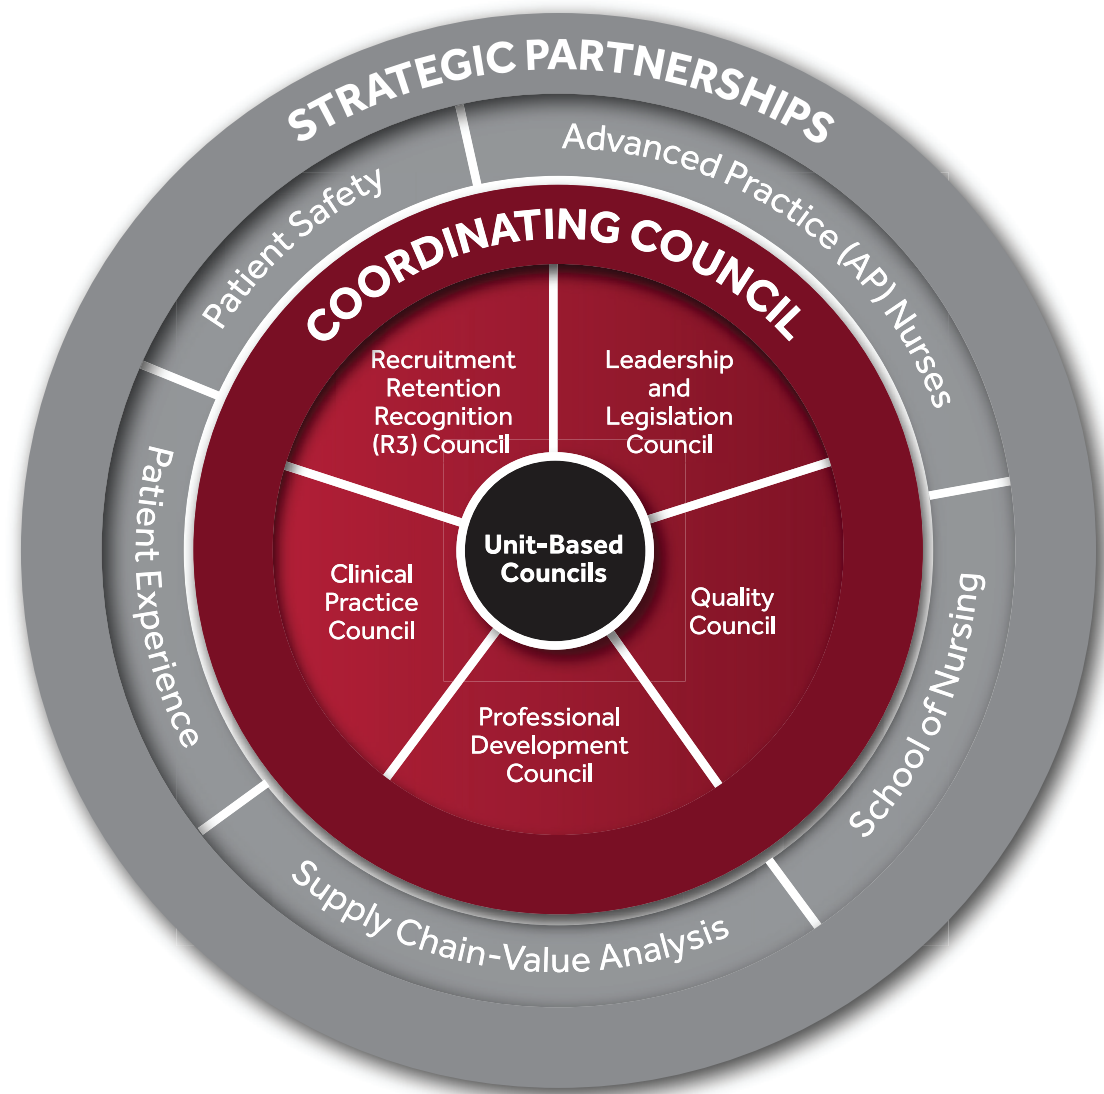 STRATEGIC PARTNERSHIPS
Patient Safety
Advanced Practice (AP) Nurses
School of Nursing
Supply Chain-Value Analysis
Patient Experience
COORDINATING COUNCIL
Recruitment
Retention
Recognition
(R3) Council
Leadership
and
Legislation
Council
Quality
Council
Professional
Development
Council
Clinical
Practice
Council
Unit-Based
Councils